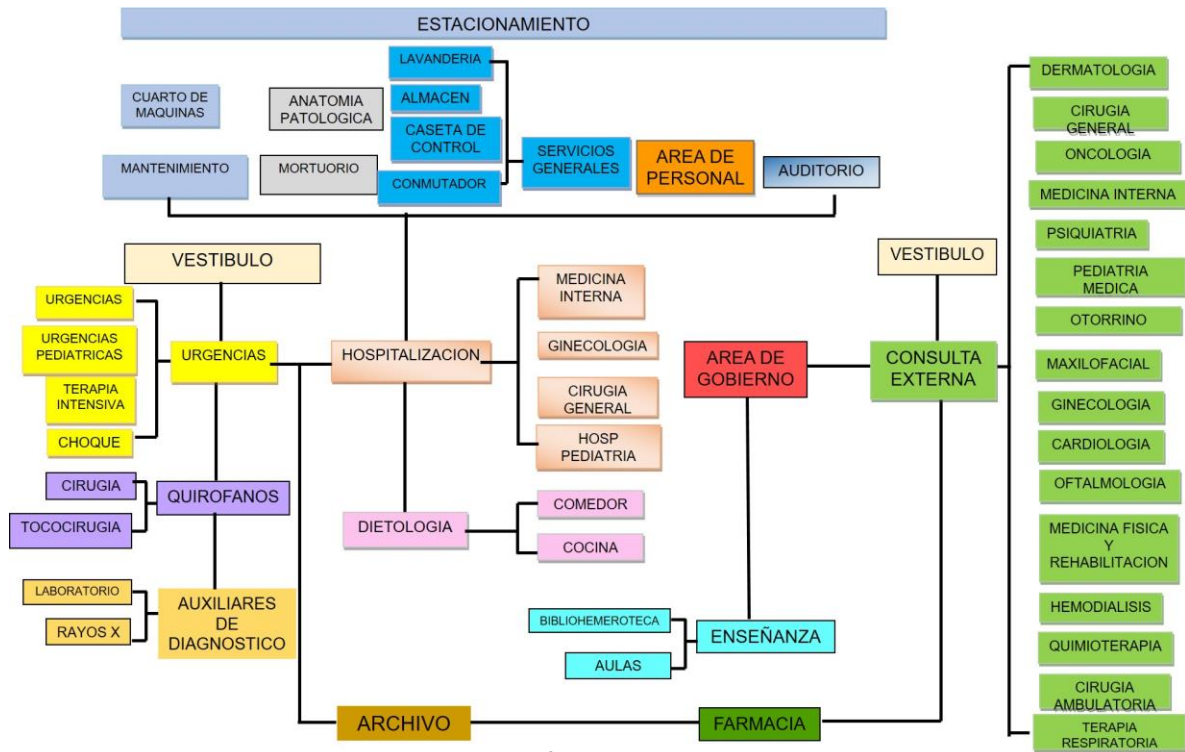 ESTACIONAMIENTO
LAVANDERIA
CUARTO DE
MAQUINAS
ANATOMIA
PATOLOGICA
ALMACEN
CASETA DE
CONTROL
MANTENIMIENTO
MORTUORIO
CONMUTADOR
SERVICIOS
GENERALES
AREA DE
PERSONAL
AUDITORIO
VESTIBULO
URGENCIAS
URGENCIAS
PEDIATRICAS
TERAPIA
INTENSIVA
CHOQUE
URGENCIAS
HOSPITALIZACION
MEDICINA
INTERNA
GINECOLOGIA
CIRUGIA
GENERAL
HOSP
PEDIATRIA
CIRUGIA
TOCOCIRUGIA
QUIROFANOS
DIETOLOGIA
COMEDOR
COCINA
LABORATORIO
RAYOS X
AUXILIARES
DE
DIAGNOSTICO
VESTIBULO
AREA DE
GOBIERNO
CONSULTA
EXTERNA
BIBLIOHEMEROTECA
AULAS
ENSEÑANZA
ARCHIVO
FARMACIA
DERMATOLOGIA
CIRUGIA
GENERAL
ONCOLOGIA
MEDICINA INTERNA
PSIQUIATRIA
PEDIATRIA
MEDICA
OTORRINO
MAXILOFACIAL
GINECOLOGIA
CARDIOLOGIA
OFTALMOLOGIA
MEDICINA FISICA
Y
REHABILITACION
HEMODIALISIS
QUIMIOTERAPIA
CIRUGIA
AMBULATORIA
TERAPIA
RESPIRATORIA